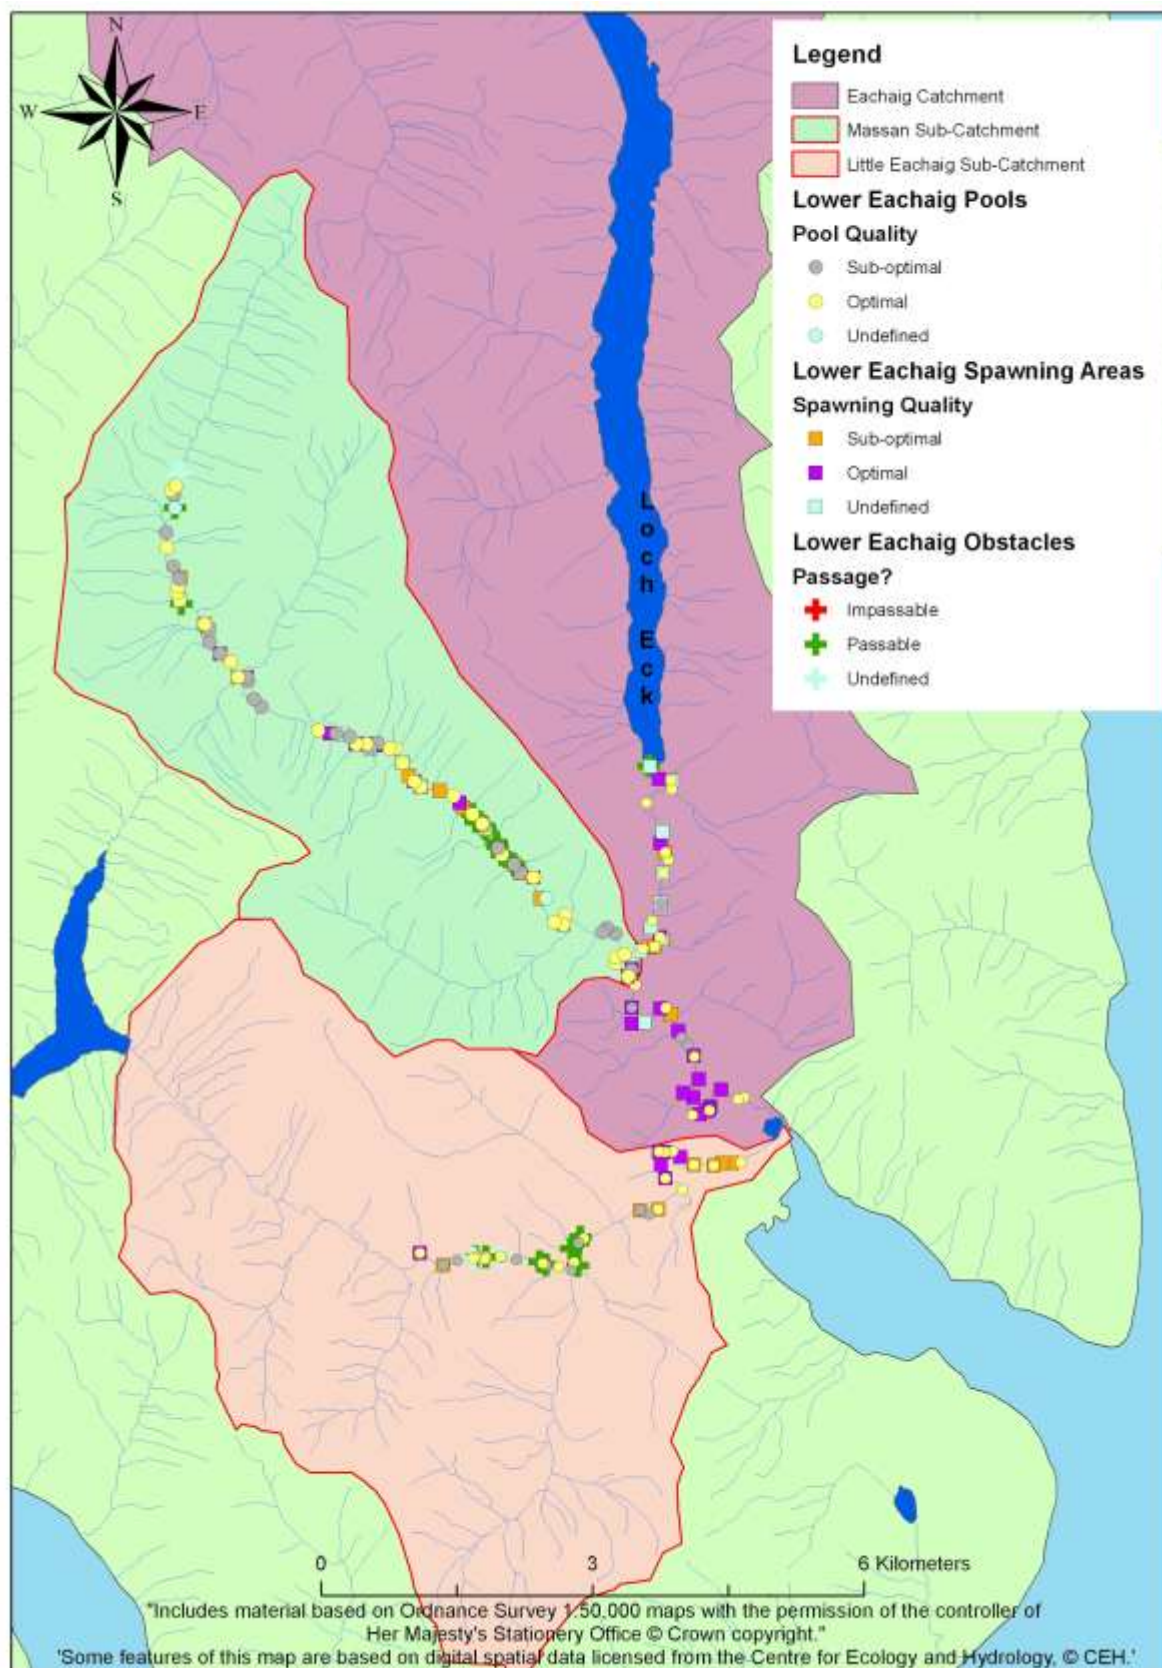 N
W
E
S
Legend
Eachaig Catchment
Massan Sub-Catchment
Little Eachaig Sub-Catchment
Lower Eachaig Pools
Pool Quality
Sub-optimal
Optimal
Undefined
Lower Eachaig Spawning Areas
Spawning Quality
Sub-optimal
Optimal
Undefined
Lower Eachaig Obstacles
Passage?
Impassable
Passable
Undefined
Loch Eck
0 3 6 Kilometers
"Includes material based on Ordnance Survey 1:50,000 maps with the permission of the controller of
Her Majesty's Stationery Office © Crown copyright."
'Some features of this map are based on digital spatial data licensed from the Centre for Ecology and Hydrology, © CEH.'